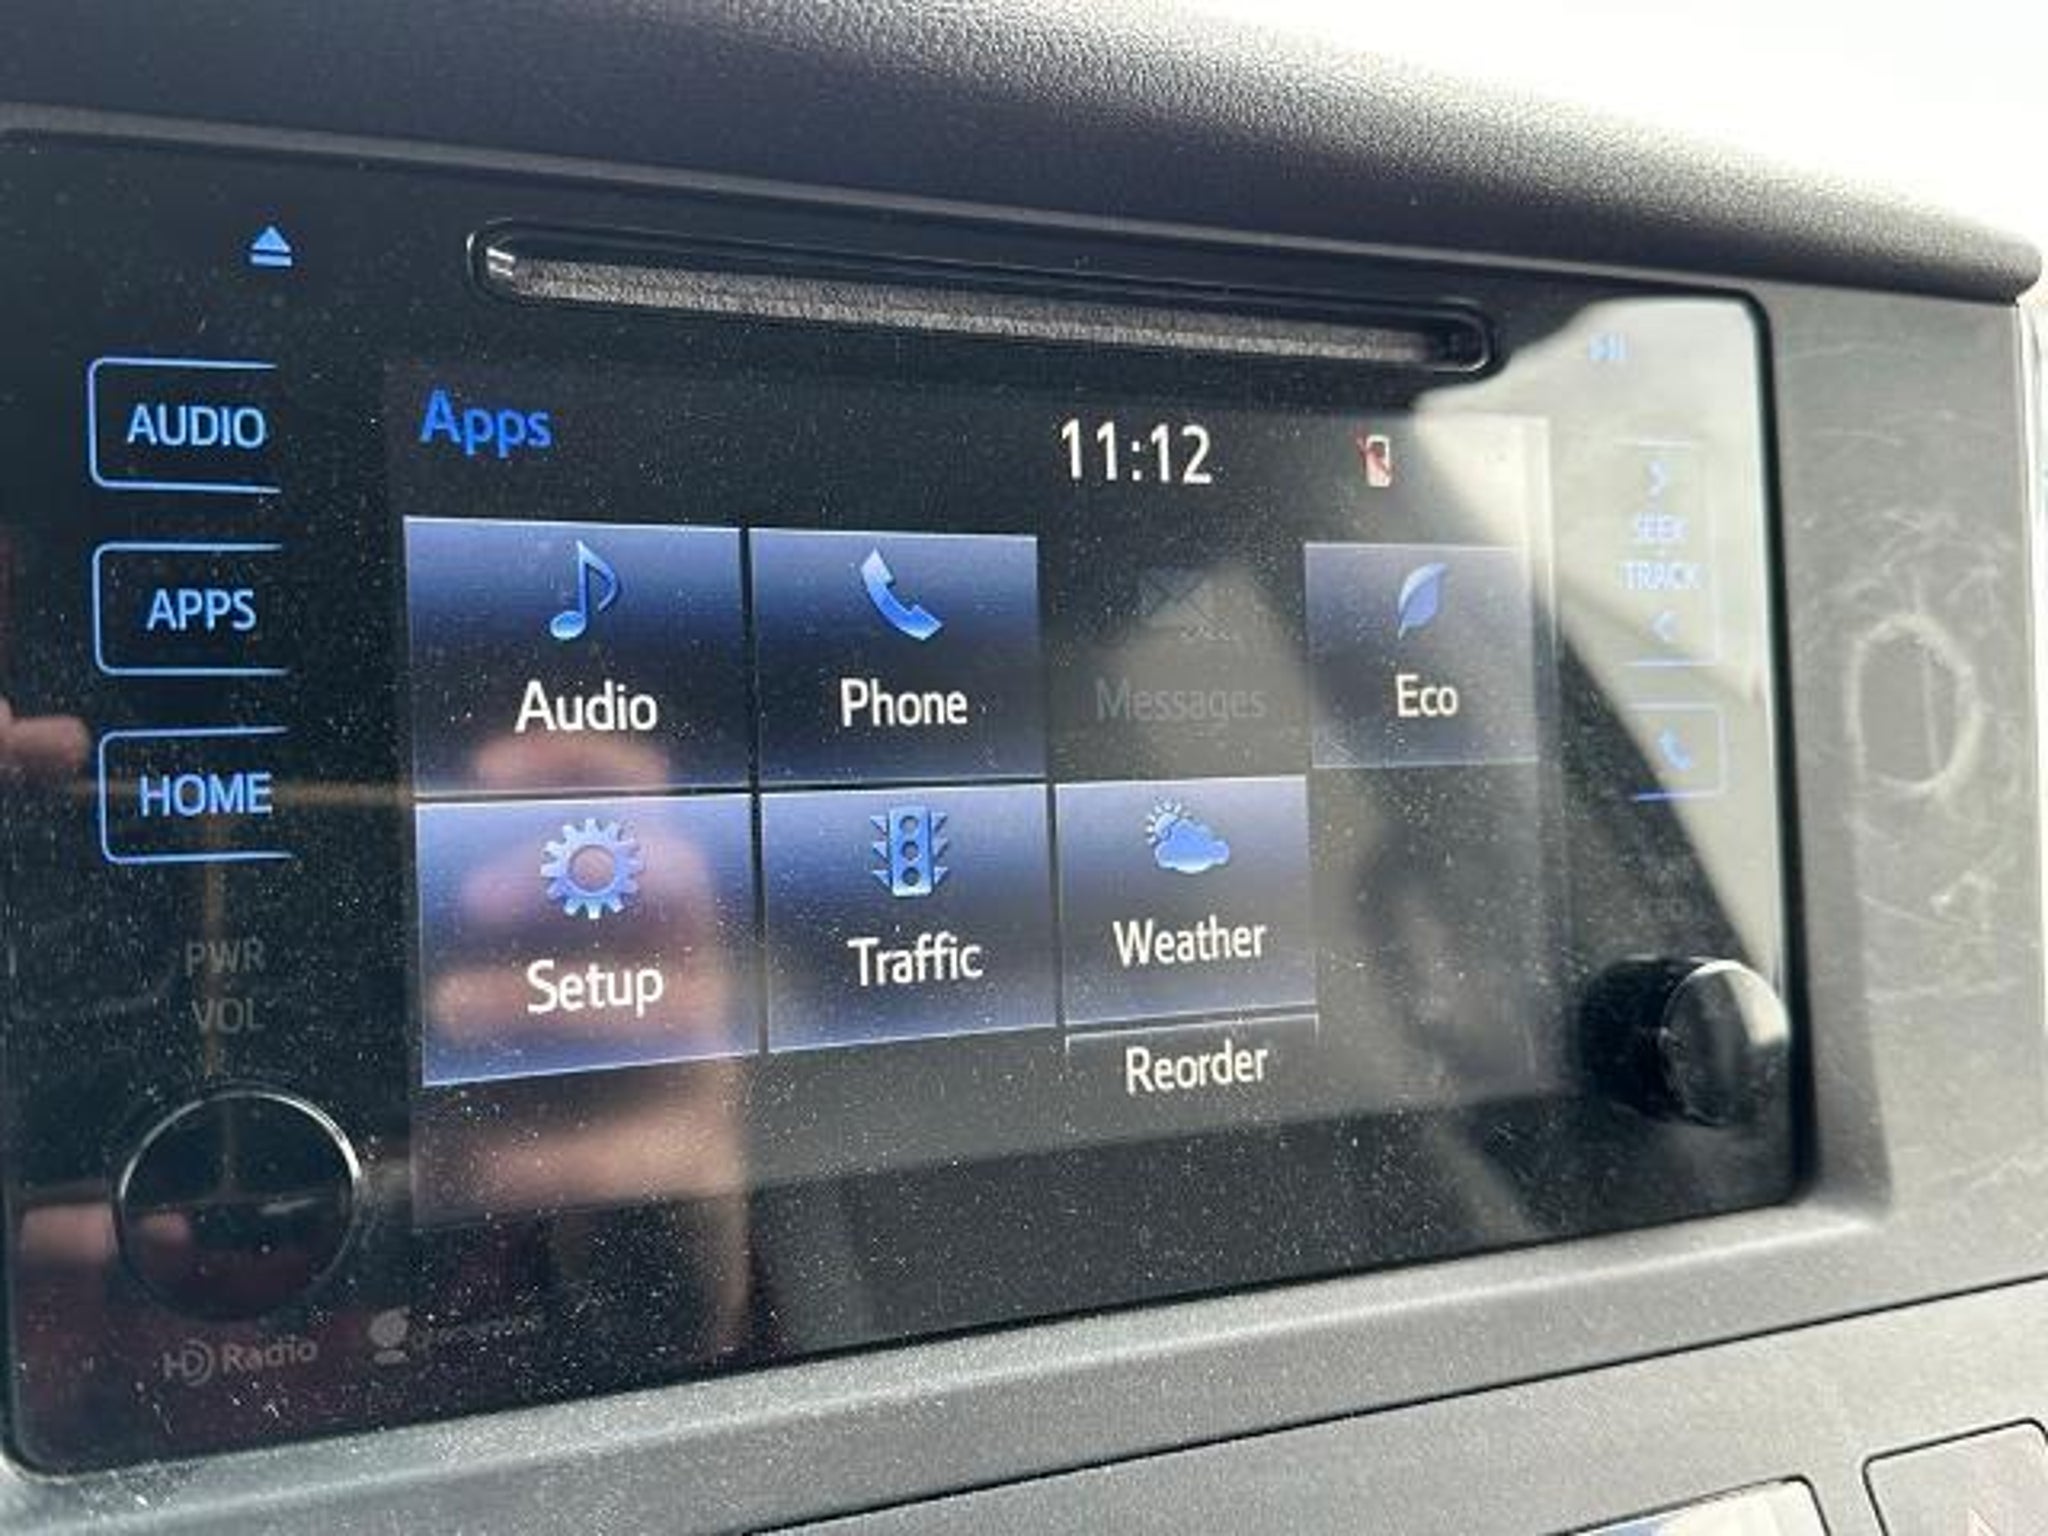 AUDIO
APPS
HOME
PWR
VOL
HD Radio
Apps
11:12
Audio
Phone
Messages
Eco
Setup
Traffic
Weather
Reorder
SEEK
TRACK